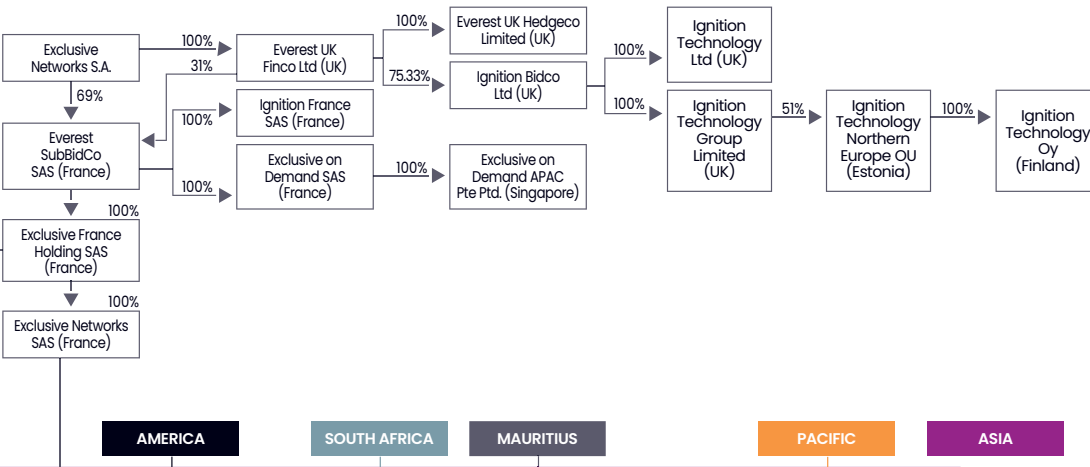 Exclusive
Networks S.A.
100%
Everest UK
Finco Ltd (UK)
31%
69%
100%
Everest UK Hedgeco
Limited (UK)
75.33%
Ignition Bidco
Ltd (UK)
100%
Ignition
Technology
Ltd (UK)
100%
Ignition
Technology
Group
Limited
(UK)
51%
Ignition
Technology
Northern
Europe OU
(Estonia)
100%
Ignition
Technology
Oy
(Finland)
Everest
SubBidCo
SAS (France)
100%
Ignition France
SAS (France)
100%
Exclusive on
Demand SAS
(France)
100%
Exclusive on
Demand APAC
Pte Ptd. (Singapore)
100%
Exclusive France
Holding SAS
(France)
100%
Exclusive Networks
SAS (France)
AMERICA
SOUTH AFRICA
MAURITIUS
PACIFIC
ASIA